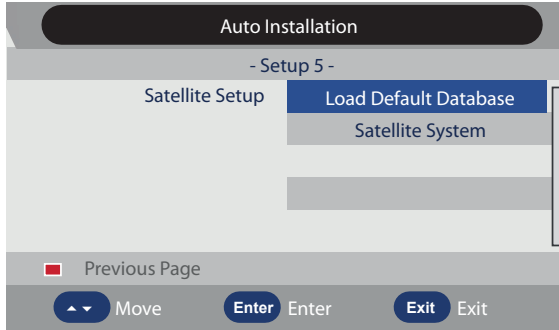 Auto Installation
- Setup 5 -
Satellite Setup Load Default Database
Satellite System
Previous Page
Move Enter Enter Exit Exit